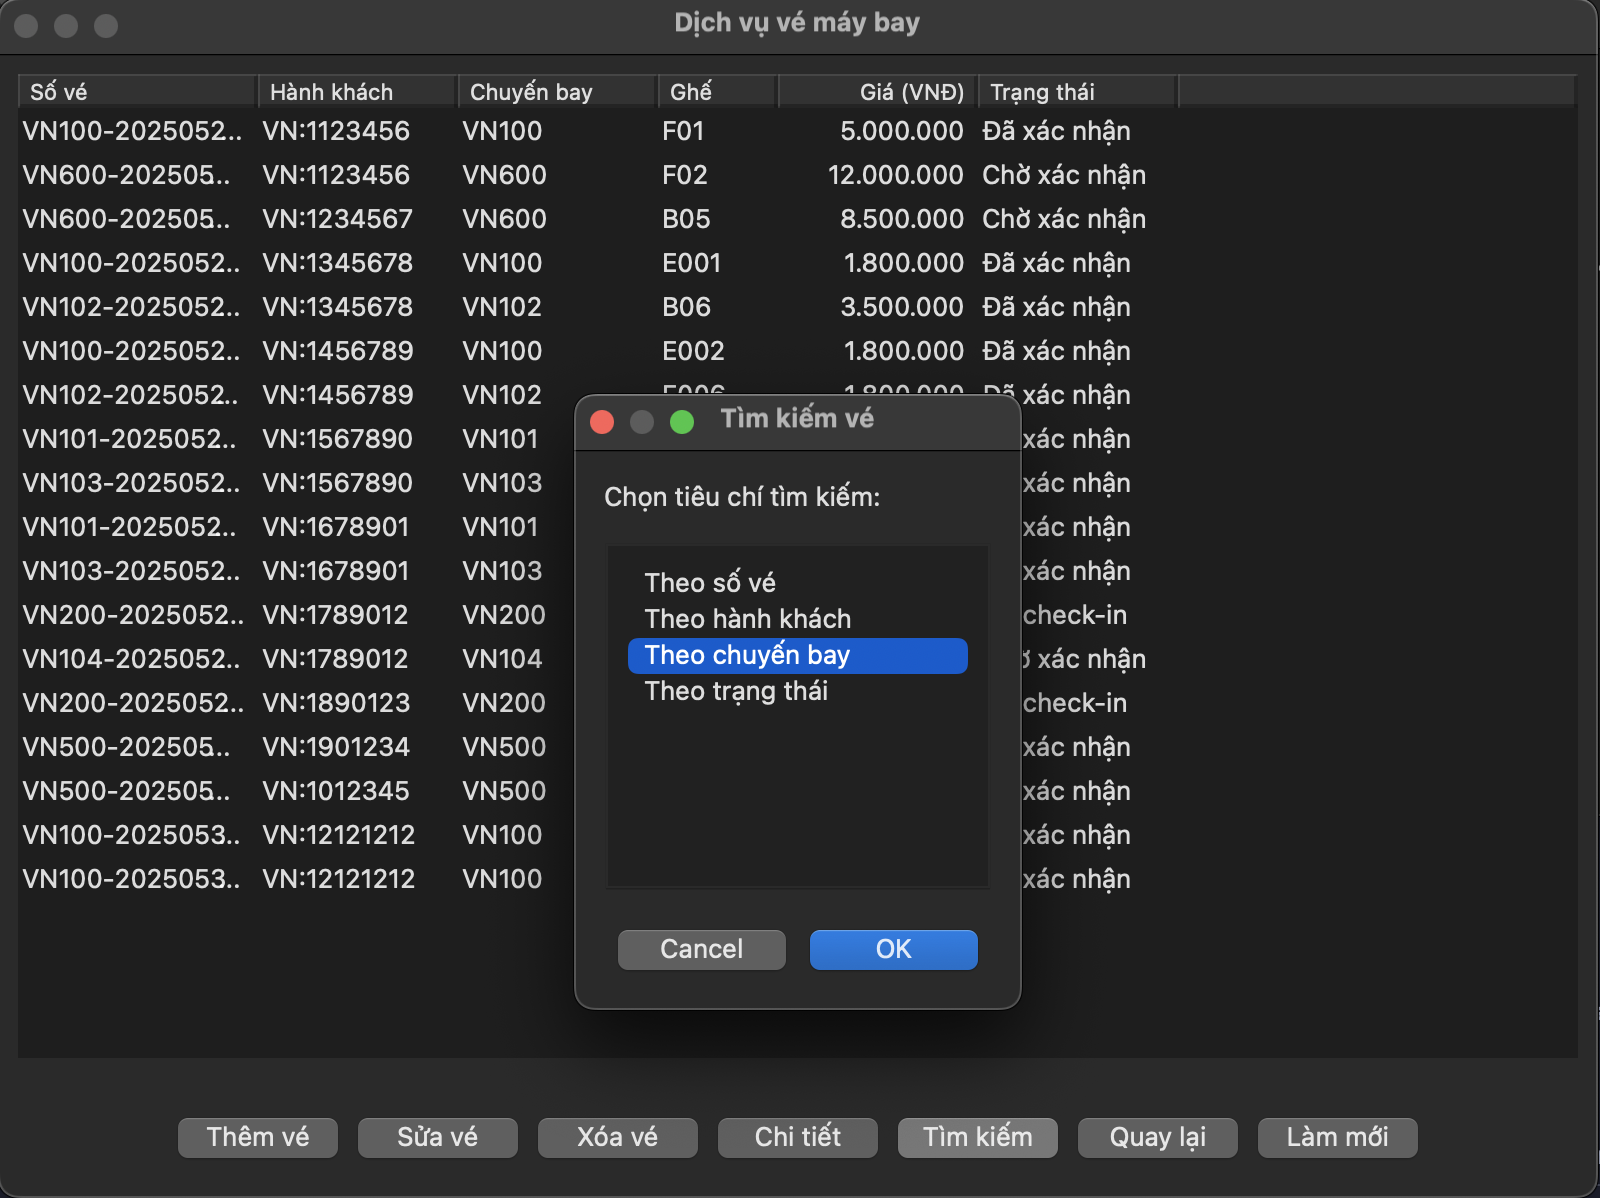 Dịch vụ vé máy bay
Số vé Hành khách Chuyến bay Ghế Giá (VNĐ) Trạng thái
VN100-2025052.. VN:1123456 VN100 F01 5.000.000 Đã xác nhận
VN600-202505.. VN:1123456 VN600 F02 12.000.000 Chờ xác nhận
VN600-202505.. VN:1234567 VN600 B05 8.500.000 Chờ xác nhận
VN100-2025052.. VN:1345678 VN100 E001 1.800.000 Đã xác nhận
VN102-2025052.. VN:1345678 VN102 B06 3.500.000 Đã xác nhận
VN100-2025052.. VN:1456789 VN100 E002 1.800.000 Đã xác nhận
VN102-2025052.. VN:1456789 VN102 E006 1.800.000 Đã xác nhận
VN101-2025052.. VN:1567890 VN101 xác nhận
VN103-2025052.. VN:1567890 VN103 xác nhận
VN101-2025052.. VN:1678901 VN101 xác nhận
VN103-2025052.. VN:1678901 VN103 xác nhận
VN200-2025052.. VN:1789012 VN200 check-in
VN104-2025052.. VN:1789012 VN104 xác nhận
VN200-2025052.. VN:1890123 VN200 check-in
VN500-202505.. VN:1901234 VN500 xác nhận
VN500-202505.. VN:1012345 VN500 xác nhận
VN100-2025053.. VN:12121212 VN100 xác nhận
VN100-2025053.. VN:12121212 VN100 xác nhận
Tìm kiếm vé
Chọn tiêu chí tìm kiếm:
Theo số vé
Theo hành khách
Theo chuyến bay
Theo trạng thái
Cancel OK
Thêm vé Sửa vé Xóa vé Chi tiết Tìm kiếm Quay lại Làm mới